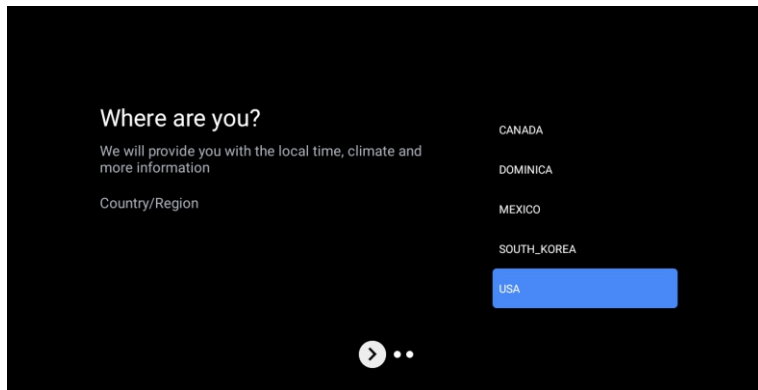 Where are you?
We will provide you with the local time, climate and
more information
Country/Region
CANADA
DOMINICA
MEXICO
SOUTH_KOREA
USA